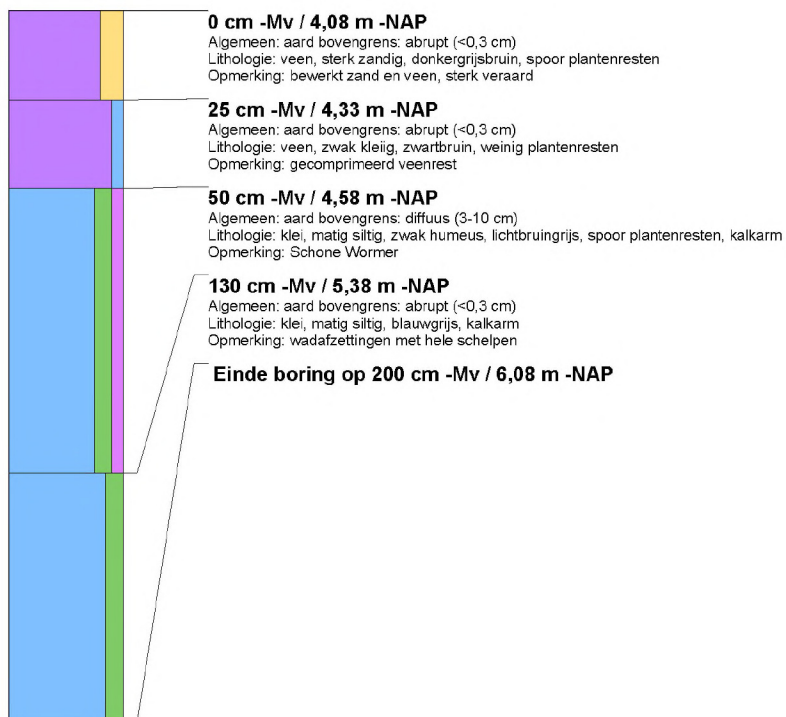 0 cm -Mv / 4,08 m -NAP
Algemeen: aard bovengrens: abrupt (<0,3 cm)
Lithologie: veen, sterk zandig, donkergrijsbruin, spoor plantenresten
Opmerking: bewerkt zand en veen, sterk veraard
25 cm -Mv / 4,33 m -NAP
Algemeen: aard bovengrens: abrupt (<0,3 cm)
Lithologie: veen, zwak kleiig, zwartbruin, weinig plantenresten
Opmerking: gecomprimeerd veenrest
50 cm -Mv / 4,58 m -NAP
Algemeen: aard bovengrens: diffuus (3-10 cm)
Lithologie: klei, matig siltig, zwak humeus, lichtbruingrijs, spoor plantenresten, kalkarm
Opmerking: Schone Wormer
130 cm -Mv / 5,38 m -NAP
Algemeen: aard bovengrens: abrupt (<0,3 cm)
Lithologie: klei, matig siltig, blauwgrijs, kalkarm
Opmerking: wadafzettingen met hele schelpen
Einde boring op 200 cm -Mv / 6,08 m -NAP